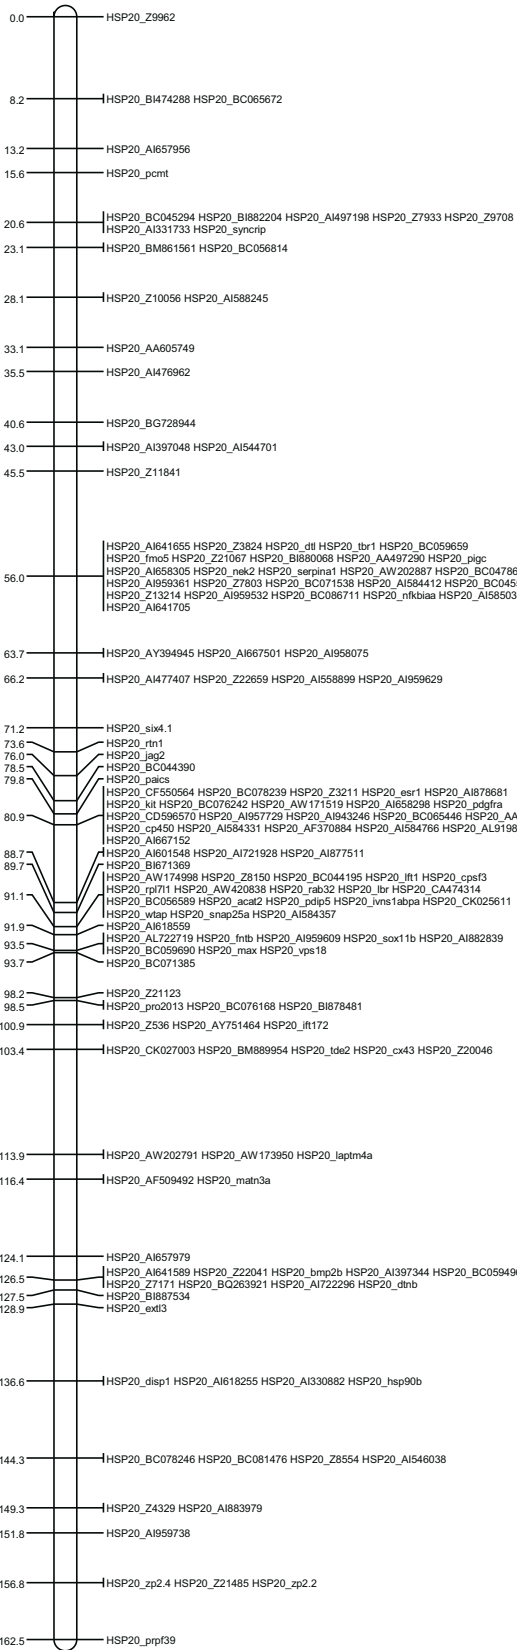 0.0 HSP20_Z9962
8.2 HSP20_BI474288 HSP20_BC065672
13.2 HSP20_AI657956
15.6 HSP20_pcmt
HSP20_BC045294 HSP20_BI882204 HSP20_AI497198 HSP20_Z7933 HSP20_Z9708
20.6 HSP20_AI331733 HSP20_syncrip
23.1 HSP20_BM861561 HSP20_BC056814
28.1 HSP20_Z10056 HSP20_AI588245
33.1 HSP20_AA605749
35.5 HSP20_AI476962
40.6 HSP20_BG728944
43.0 HSP20_AI397048 HSP20_AI544701
45.5 HSP20_Z11841
HSP20_AI641655 HSP20_Z3824 HSP20_dtl HSP20_tbr1 HSP20_BC059659
HSP20_fmo5 HSP20_Z21067 HSP20_BI880068 HSP20_AA497290 HSP20_pigc
HSP20_AI658305 HSP20_nek2 HSP20_serpina1 HSP20_AW202887 HSP20_BC04786
56.0 HSP20_AI959361 HSP20_Z7803 HSP20_BC071538 HSP20_AI584412 HSP20_BC045
HSP20_Z13214 HSP20_AI959532 HSP20_BC086711 HSP20_nfkbiaa HSP20_AI58503
HSP20_AI641705
63.7 HSP20_AY394945 HSP20_AI667501 HSP20_AI958075
66.2 HSP20_AI477407 HSP20_Z22659 HSP20_AI558899 HSP20_AI959629
71.2 HSP20_six4.1
73.6 HSP20_rtn1
76.0 HSP20_jag2
78.5 HSP20_BC044390
79.8 HSP20_paics
HSP20_CF550564 HSP20_BC078239 HSP20_Z3211 HSP20_esr1 HSP20_AI878681
HSP20_kit HSP20_BC076242 HSP20_AW171519 HSP20_AI658298 HSP20_pdgfra
80.9 HSP20_CD596570 HSP20_AI957729 HSP20_AI943246 HSP20_BC065446 HSP20_AA
HSP20_cp450 HSP20_AI584331 HSP20_AF370884 HSP20_AI584766 HSP20_AL9198
HSP20_AI667152
88.7 HSP20_AI601548 HSP20_AI721928 HSP20_AI877511
89.7 HSP20_BI671369
HSP20_AW174998 HSP20_Z8150 HSP20_BC044195 HSP20_lft1 HSP20_cpsf3
HSP20_rpl7l1 HSP20_AW420838 HSP20_rab32 HSP20_lbr HSP20_CA474314
91.1 HSP20_BC056589 HSP20_acat2 HSP20_pdip5 HSP20_ivns1abpa HSP20_CK025611
HSP20_wtap HSP20_snap25a HSP20_AI584357
91.9 HSP20_AI618559
93.5 HSP20_AL722719 HSP20_fntb HSP20_AI959609 HSP20_sox11b HSP20_AI882839
HSP20_BC059690 HSP20_max HSP20_vps18
93.7 HSP20_BC071385
98.2 HSP20_Z21123
98.5 HSP20_pro2013 HSP20_BC076168 HSP20_BI878481
100.9 HSP20_Z536 HSP20_AY751464 HSP20_ift172
103.4 HSP20_CK027003 HSP20_BM889954 HSP20_tde2 HSP20_cx43 HSP20_Z20046
113.9 HSP20_AW202791 HSP20_AW173950 HSP20_laptm4a
116.4 HSP20_AF509492 HSP20_matn3a
124.1 HSP20_AI657979
126.5 HSP20_AI641589 HSP20_Z22041 HSP20_bmp2b HSP20_AI397344 HSP20_BC059496
HSP20_Z7171 HSP20_BQ263921 HSP20_AI722296 HSP20_dtnb
127.5 HSP20_BI887534
128.9 HSP20_extl3
136.6 HSP20_disp1 HSP20_AI618255 HSP20_AI330882 HSP20_hsp90b
144.3 HSP20_BC078246 HSP20_BC081476 HSP20_Z8554 HSP20_AI546038
149.3 HSP20_Z4329 HSP20_AI883979
151.8 HSP20_AI959738
156.8 HSP20_zp2.4 HSP20_Z21485 HSP20_zp2.2
162.5 HSP20_prpf39